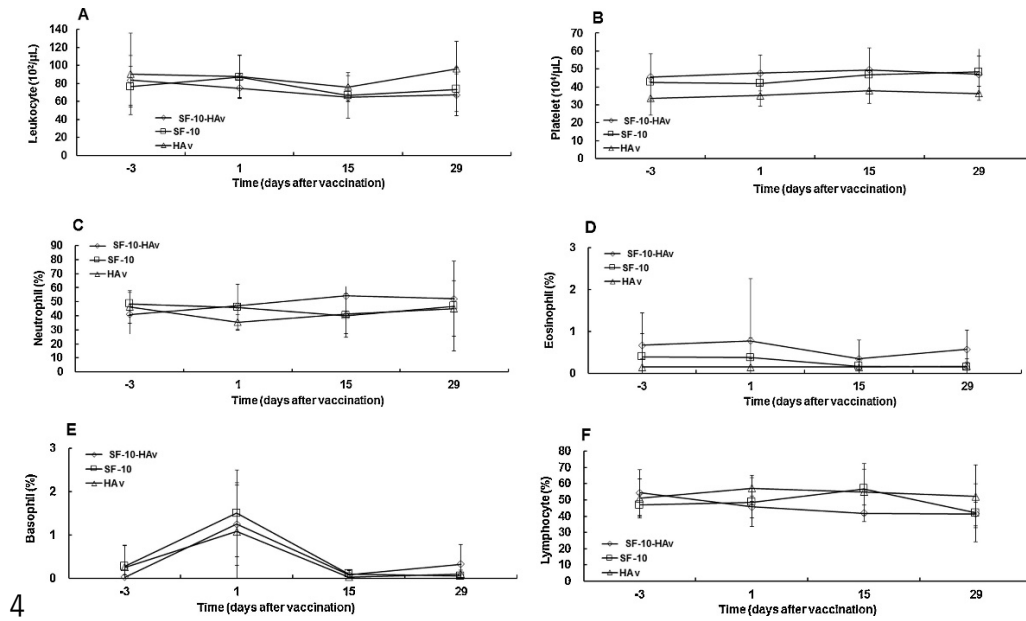 A
Leukocyte (10²/μL)
140
120
100
80
60
40
20
0
SF-10-HAv
SF-10
HAv
-3
1
15
29
Time (days after vaccination)
B
Platelet (10⁴/μL)
70
60
50
40
30
20
10
0
SF-10-HAv
SF-10
HAv
-3
1
15
29
Time (days after vaccination)
C
Neutrophil (%)
90
80
70
60
50
40
30
20
10
0
SF-10-HAv
SF-10
HAv
-3
1
15
29
Time (days after vaccination)
D
Eosinophil (%)
3
2
1
0
SF-10-HAv
SF-10
HAv
-3
1
15
29
Time (days after vaccination)
E
Basophil (%)
3
2
1
0
SF-10-HAv
SF-10
HAv
-3
1
15
29
Time (days after vaccination)
F
Lymphocyte (%)
80
70
60
50
40
30
20
10
0
SF-10-HAv
SF-10
HAv
-3
1
15
29
Time (days after vaccination)
4